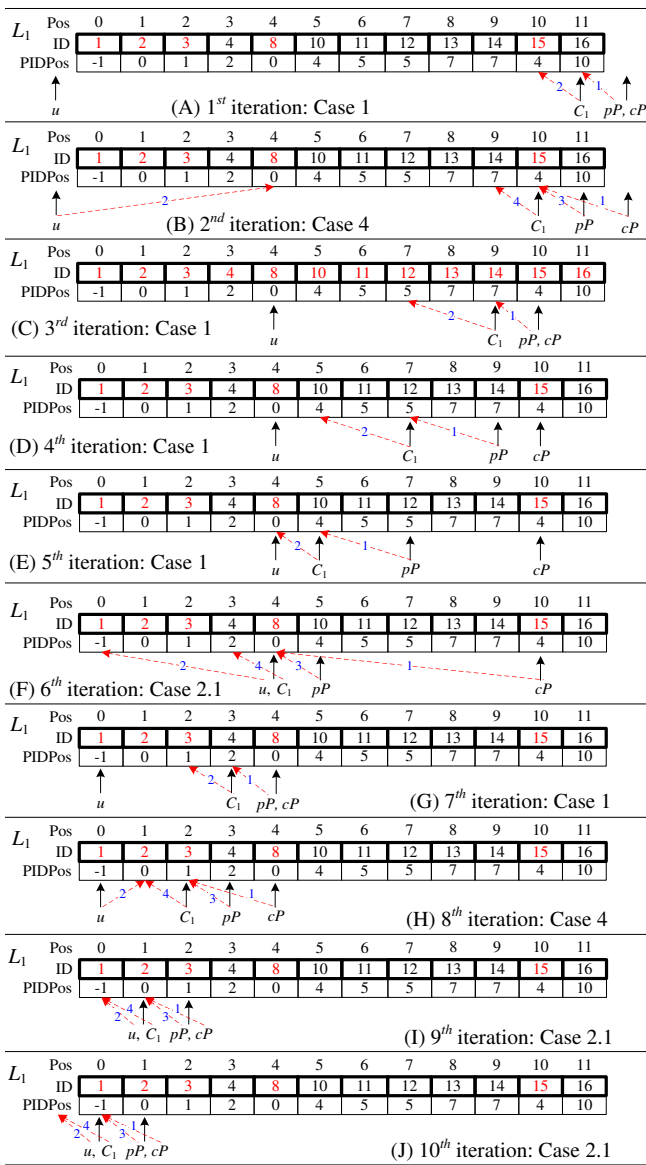 L1 Pos 0 1 2 3 4 5 6 7 8 9 10 11
ID 1 2 3 4 8 10 11 12 13 14 15 16
PIDPos -1 0 1 2 0 4 5 5 7 7 4 10
2 1
u C1 pP, cP
(A) 1st iteration: Case 1
L1 Pos 0 1 2 3 4 5 6 7 8 9 10 11
ID 1 2 3 4 8 10 11 12 13 14 15 16
PIDPos -1 0 1 2 0 4 5 5 7 7 4 10
2 4 3 1
u C1 pP cP
(B) 2nd iteration: Case 4
L1 Pos 0 1 2 3 4 5 6 7 8 9 10 11
ID 1 2 3 4 8 10 11 12 13 14 15 16
PIDPos -1 0 1 2 0 4 5 5 7 7 4 10
2 1
(C) 3rd iteration: Case 1
u C1 pP, cP
L1 Pos 0 1 2 3 4 5 6 7 8 9 10 11
ID 1 2 3 4 8 10 11 12 13 14 15 16
PIDPos -1 0 1 2 0 4 5 5 7 7 4 10
2 1
(D) 4th iteration: Case 1
u C1 pP cP
L1 Pos 0 1 2 3 4 5 6 7 8 9 10 11
ID 1 2 3 4 8 10 11 12 13 14 15 16
PIDPos -1 0 1 2 0 4 5 5 7 7 4 10
2 1
(E) 5th iteration: Case 1
u C1 pP cP
L1 Pos 0 1 2 3 4 5 6 7 8 9 10 11
ID 1 2 3 4 8 10 11 12 13 14 15 16
PIDPos -1 0 1 2 0 4 5 5 7 7 4 10
2 4 3 1
(F) 6th iteration: Case 2.1
u, C1 pP cP
L1 Pos 0 1 2 3 4 5 6 7 8 9 10 11
ID 1 2 3 4 8 10 11 12 13 14 15 16
PIDPos -1 0 1 2 0 4 5 5 7 7 4 10
2 1
u C1 pP, cP
(G) 7th iteration: Case 1
L1 Pos 0 1 2 3 4 5 6 7 8 9 10 11
ID 1 2 3 4 8 10 11 12 13 14 15 16
PIDPos -1 0 1 2 0 4 5 5 7 7 4 10
2 4 3 1
u C1 pP cP
(H) 8th iteration: Case 4
L1 Pos 0 1 2 3 4 5 6 7 8 9 10 11
ID 1 2 3 4 8 10 11 12 13 14 15 16
PIDPos -1 0 1 2 0 4 5 5 7 7 4 10
2 4 3 1
u, C1 pP, cP
(I) 9th iteration: Case 2.1
L1 Pos 0 1 2 3 4 5 6 7 8 9 10 11
ID 1 2 3 4 8 10 11 12 13 14 15 16
PIDPos -1 0 1 2 0 4 5 5 7 7 4 10
2 4 3 1
u, C1 pP, cP
(J) 10th iteration: Case 2.1